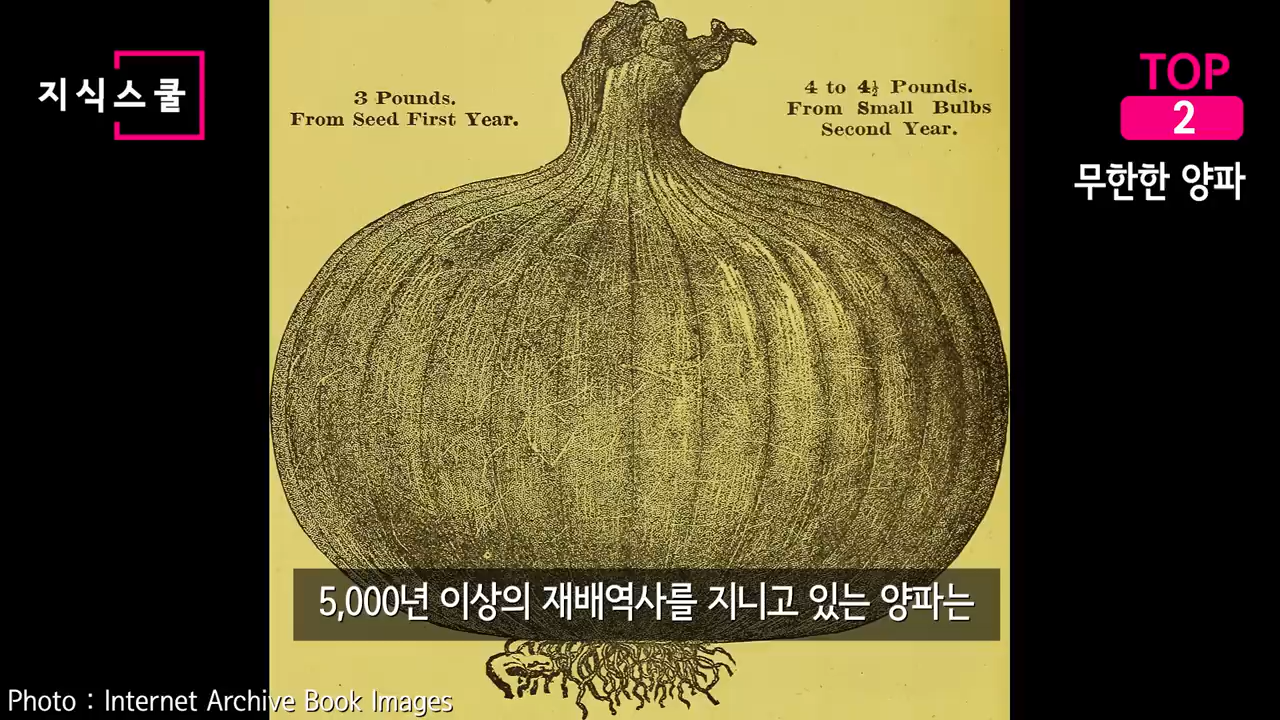 지식스쿨
3 Pounds.
From Seed First Year.
4 to 4½ Pounds.
From Small Bulbs
Second Year.
TOP
2
무한한 양파
5,000년 이상의 재배역사를 지니고 있는 양파는
Photo : Internet Archive Book Images